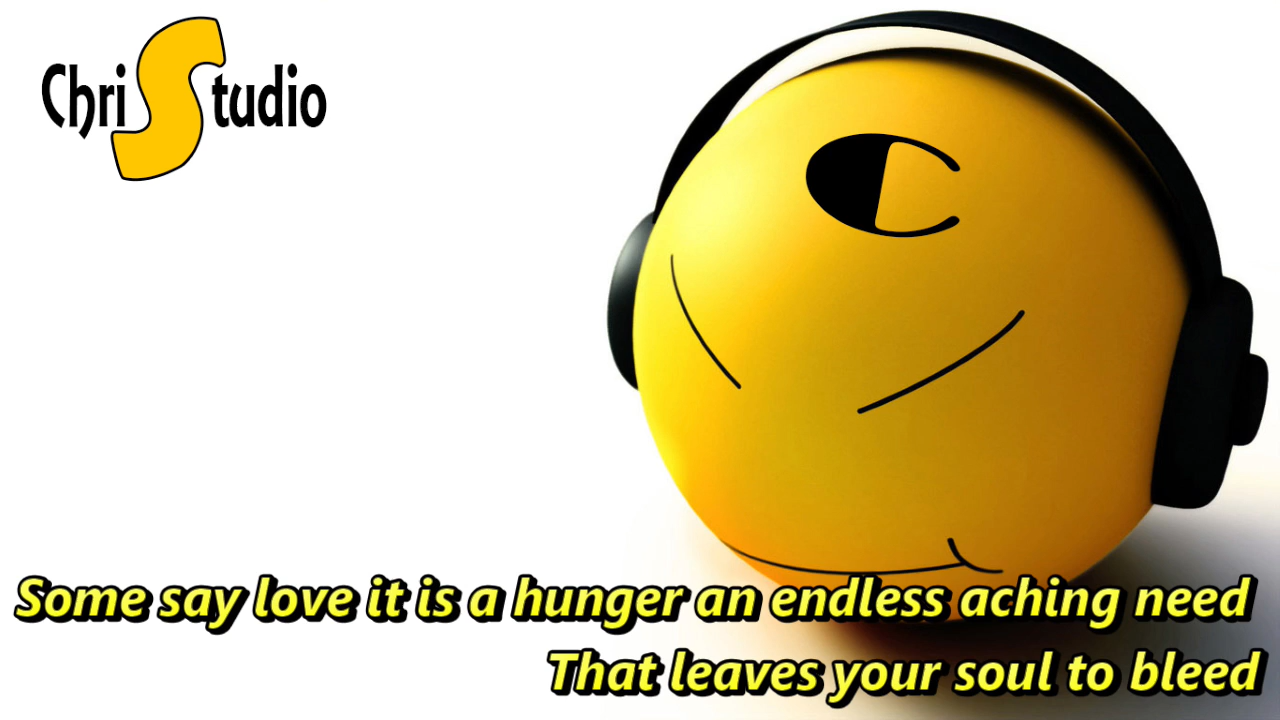 ChriStudio
Some say love it is a hunger an endless aching need
That leaves your soul to bleed